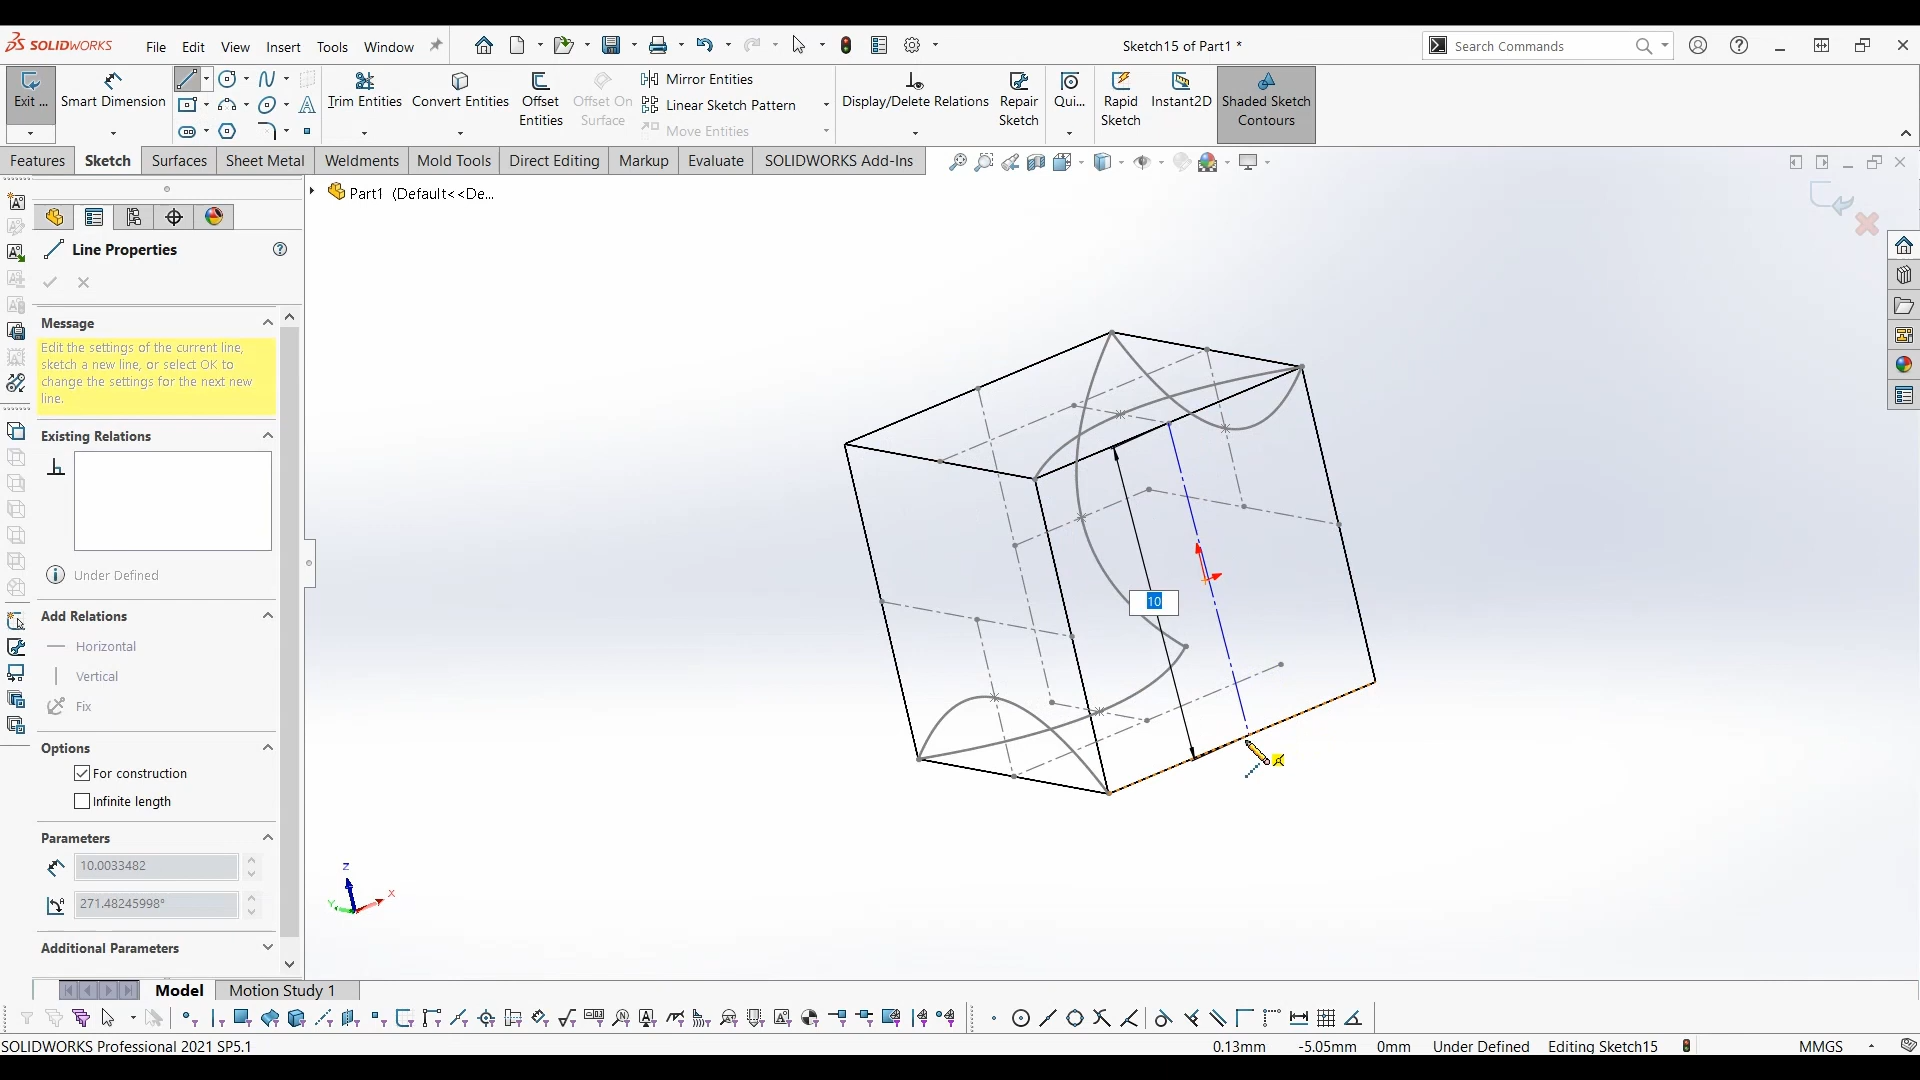 SOLIDWORKS File Edit View Insert Tools Window Sketch15 of Part1 * Search Commands
Exit ... Smart Dimension Trim Entities Convert Entities Offset Entities Offset On Surface Mirror Entities Linear Sketch Pattern Move Entities Display/Delete Relations Repair Sketch Qui... Rapid Sketch Instant2D Shaded Sketch Contours
Features Sketch Surfaces Sheet Metal Weldments Mold Tools Direct Editing Markup Evaluate SOLIDWORKS Add-Ins
Part1 (Default<<De...
Line Properties
Message
Edit the settings of the current line,
sketch a new line, or select OK to
change the settings for the next new
line.
Existing Relations
Under Defined
Add Relations
Horizontal
Vertical
Fix
Options
For construction
Infinite length
Parameters
10.0033482
271.48245998°
Additional Parameters
10
Z
X
Y
Model Motion Study 1
SOLIDWORKS Professional 2021 SP5.1 0.13mm -5.05mm 0mm Under Defined Editing Sketch15 MMGS